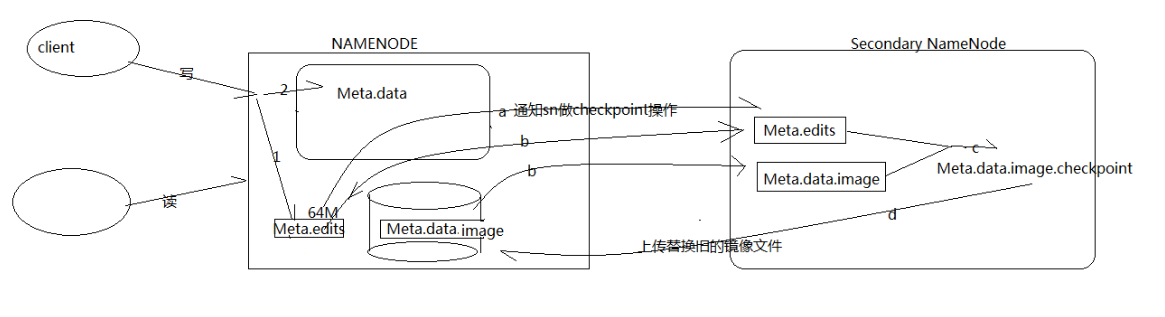 NAMENODE
Secondary NameNode
client
写
2
Meta.data
a 通知sn做checkpoint操作
Meta.edits
b
c
1
b
Meta.data.image
Meta.data.image.checkpoint
读
64M
d
Meta.edits
Meta.data.image
上传替换旧的镜像文件